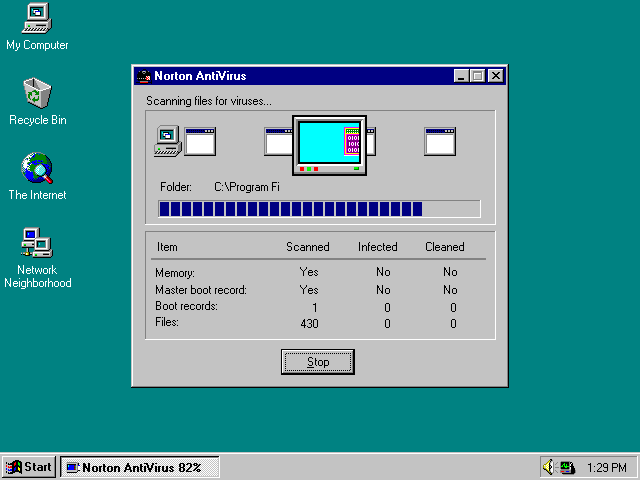 My Computer
Recycle Bin
The Internet
Network
Neighborhood
Norton AntiVirus
Scanning files for viruses...
Folder: C:\Program Fi
Item Scanned Infected Cleaned
Memory: Yes No No
Master boot record: Yes No No
Boot records: 1 0 0
Files: 430 0 0
Stop
Start Norton AntiVirus 82% 1:29 PM